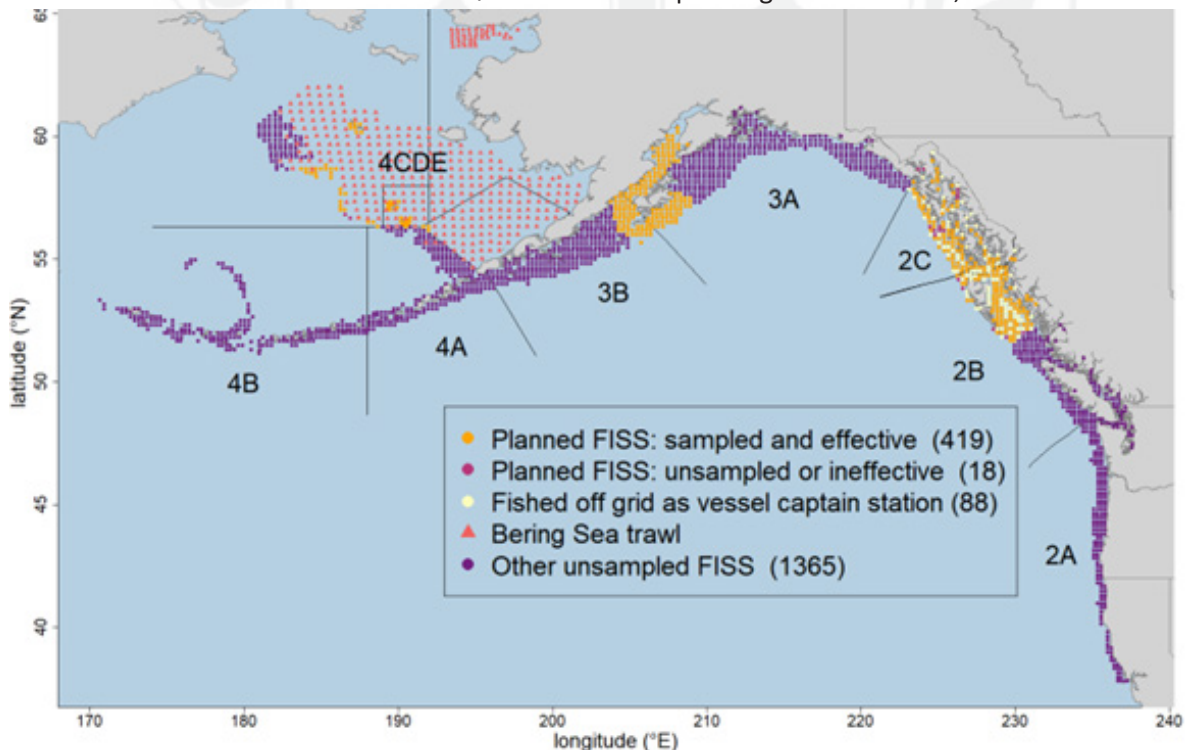 65
60
55
50
45
40
latitude (°N)
4CDE
3A
2C
3B
4A
4B
2B
2A
Planned FISS: sampled and effective (419)
Planned FISS: unsampled or ineffective (18)
Fished off grid as vessel captain station (88)
Bering Sea trawl
Other unsampled FISS (1365)
170 180 190 200 210 220 230 240
longitude (°E)